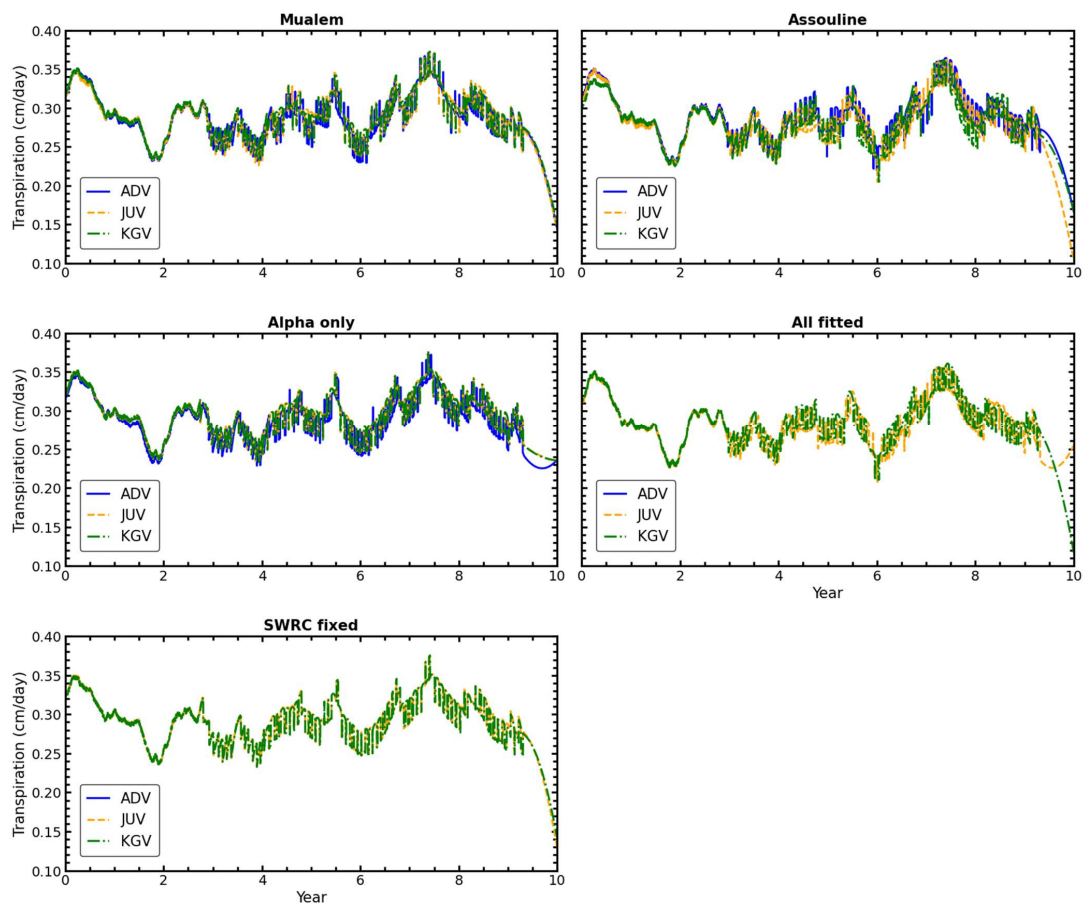 Mualem
Transpiration (cm/day)
0.40
0.35
0.30
0.25
0.20
0.15
0.10
ADV
JUV
KGV
0 2 4 6 8 10
Assouline
ADV
JUV
KGV
0 2 4 6 8 10
Alpha only
Transpiration (cm/day)
0.40
0.35
0.30
0.25
0.20
0.15
0.10
ADV
JUV
KGV
0 2 4 6 8 10
All fitted
ADV
JUV
KGV
0 2 4 6 8 10
Year
SWRC fixed
Transpiration (cm/day)
0.40
0.35
0.30
0.25
0.20
0.15
0.10
ADV
JUV
KGV
0 2 4 6 8 10
Year